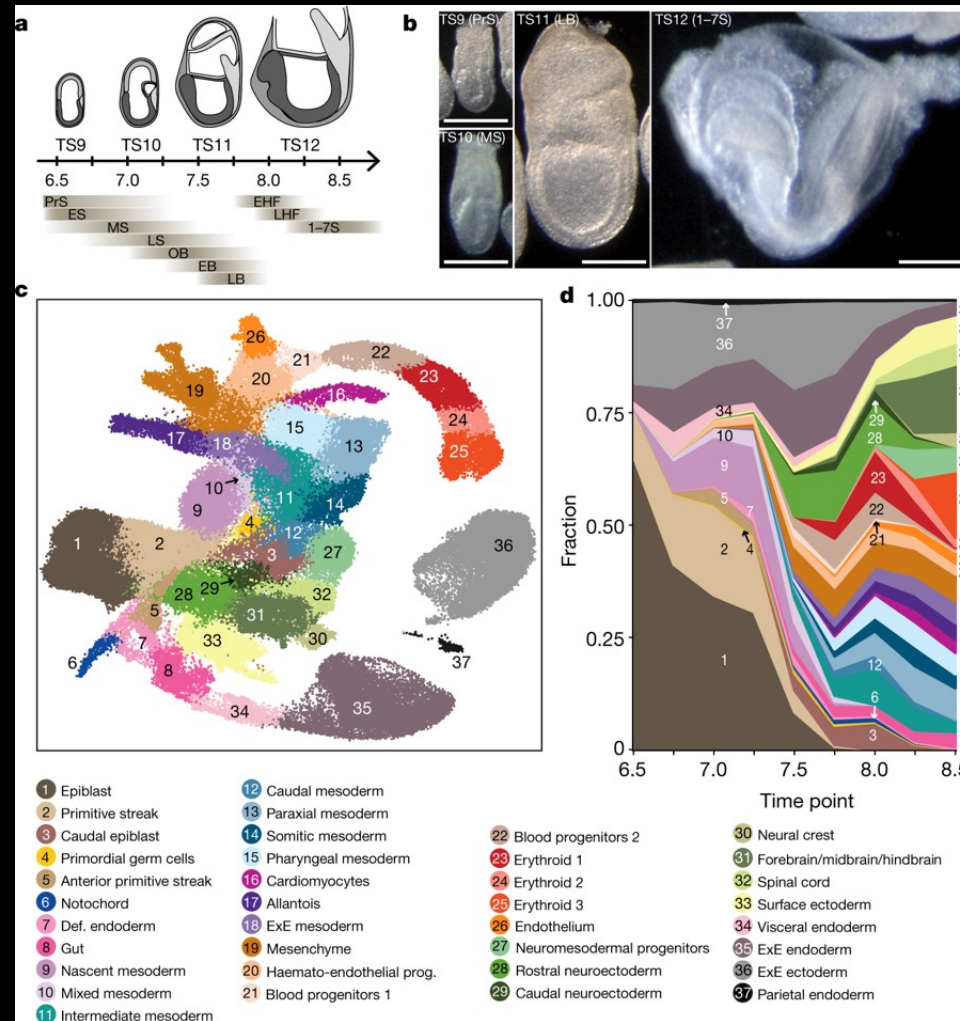 a
TS9 TS10 TS11 TS12
6.5 7.0 7.5 8.0 8.5
PrS EHF
ES LHF
MS 1–7S
LS
OB
EB
LB
b
TS9 (PrS) TS11 (LB) TS12 (1–7S)
TS10 (MS)
c
26
21 22
19 20 23
16
17 18 15 13 24
25
10
9 11 14
4
12
1 2 3 27 36
29
28 32
5 31
33 30
6 7
8 37
34 35
d
Fraction
1.00
0.75
0.50
0.25
0
37
36
34
10
9
5
7
2 4
1
29
28
23
22
21
12
6
3
6.5 7.0 7.5 8.0 8.5
Time point
1 Epiblast
2 Primitive streak
3 Caudal epiblast
4 Primordial germ cells
5 Anterior primitive streak
6 Notochord
7 Def. endoderm
8 Gut
9 Nascent mesoderm
10 Mixed mesoderm
11 Intermediate mesoderm
12 Caudal mesoderm
13 Paraxial mesoderm
14 Somitic mesoderm
15 Pharyngeal mesoderm
16 Cardiomyocytes
17 Allantois
18 ExE mesoderm
19 Mesenchyme
20 Haemato-endothelial prog.
21 Blood progenitors 1
22 Blood progenitors 2
23 Erythroid 1
24 Erythroid 2
25 Erythroid 3
26 Endothelium
27 Neuromesodermal progenitors
28 Rostral neuroectoderm
29 Caudal neuroectoderm
30 Neural crest
31 Forebrain/midbrain/hindbrain
32 Spinal cord
33 Surface ectoderm
34 Visceral endoderm
35 ExE endoderm
36 ExE ectoderm
37 Parietal endoderm